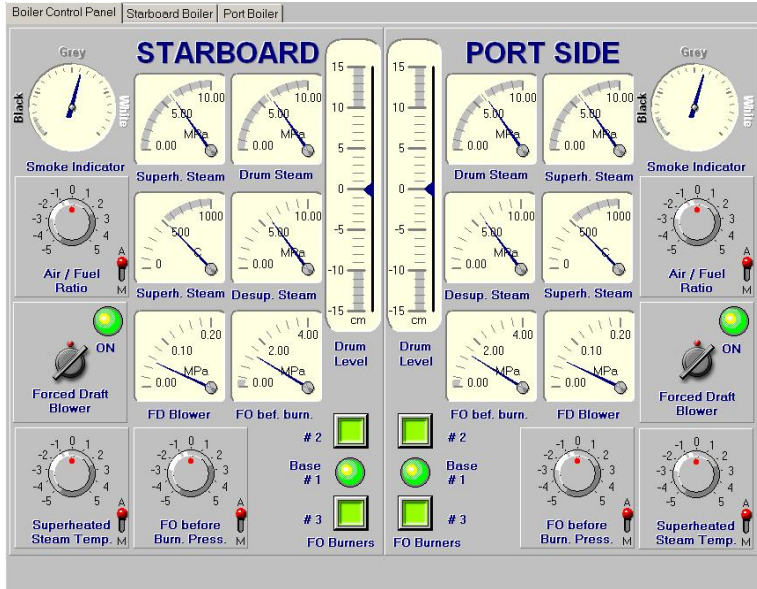 Boiler Control Panel Starboard Boiler Port Boiler
STARBOARD
Grey
Black
White
Smoke Indicator
0.00 5.00 10.00
MPa
Superh. Steam
0.00 5.00 10.00
MPa
Drum Steam
-5 -4 -3 -2 -1 0 1 2 3 4 5
A
M
Air / Fuel
Ratio
0 500 1000
C
Superh. Steam
0.00 5.00 10.00
MPa
Desup. Steam
ON
Forced Draft
Blower
0.00 0.10 0.20
MPa
FD Blower
0.00 2.00 4.00
MPa
FO bef. burn.
15
10
5
0
-5
-10
-15
cm
Drum
Level
-5 -4 -3 -2 -1 0 1 2 3 4 5
A
M
Superheated
Steam Temp.
-5 -4 -3 -2 -1 0 1 2 3 4 5
A
M
FO before
Burn. Press.
# 2
Base
# 1
# 3
FO Burners
PORT SIDE
15
10
5
0
-5
-10
-15
cm
Drum
Level
0.00 5.00 10.00
MPa
Drum Steam
0.00 5.00 10.00
MPa
Superh. Steam
Grey
Black
White
Smoke Indicator
0.00 5.00 10.00
MPa
Desup. Steam
0 500 1000
C
Superh. Steam
-5 -4 -3 -2 -1 0 1 2 3 4 5
A
M
Air / Fuel
Ratio
0.00 2.00 4.00
MPa
FO bef. burn.
0.00 0.10 0.20
MPa
FD Blower
ON
Forced Draft
Blower
# 2
Base
# 1
# 3
FO Burners
-5 -4 -3 -2 -1 0 1 2 3 4 5
A
M
FO before
Burn. Press.
-5 -4 -3 -2 -1 0 1 2 3 4 5
A
M
Superheated
Steam Temp.